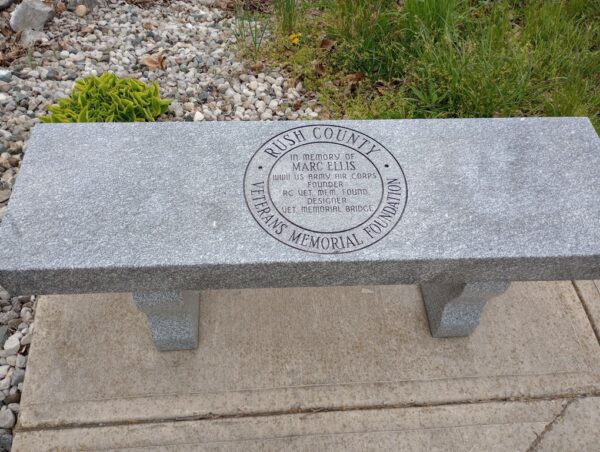 RUSH COUNTY
IN MEMORY OF
MARC ELLIS
WWII US ARMY AIR CORPS
FOUNDER
RC VET. MEM. FOUND.
DESIGNER
VET. MEMORIAL BRIDGE
VETERANS MEMORIAL FOUNDATION